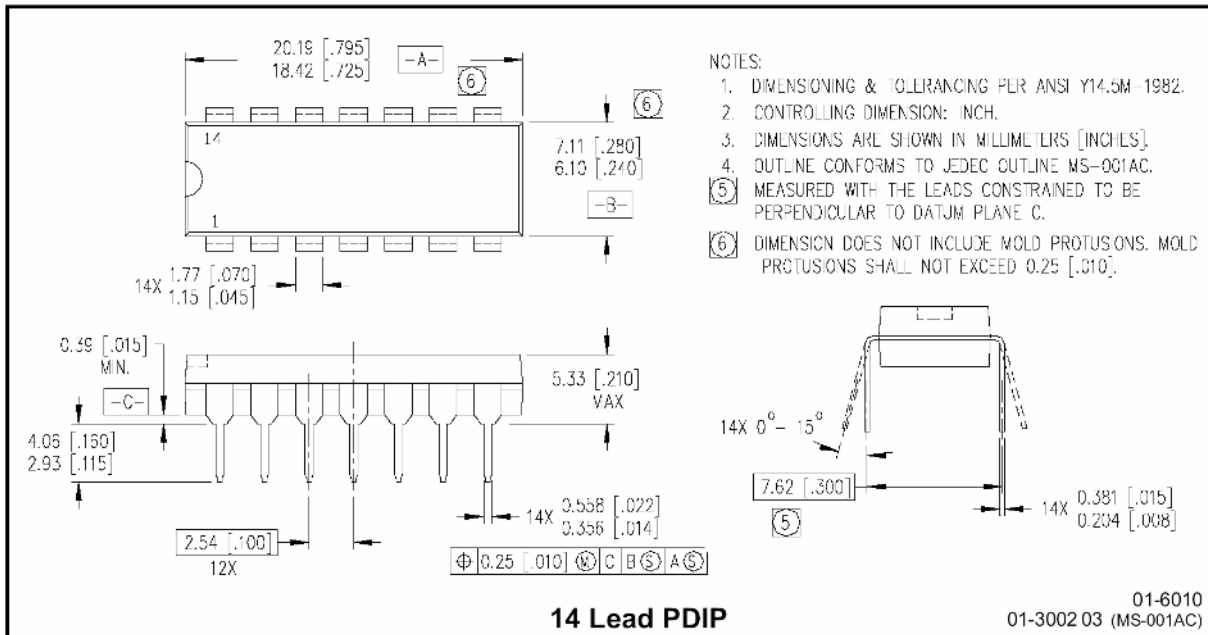 20.19 [.795]
18.42 [.725]
-A-
6
6
14
1
7.11 [.280]
6.10 [.240]
-B-
14X 1.77 [.070]
1.15 [.045]
NOTES:
1. DIMENSIONING & TOLERANCING PER ANSI Y14.5M-1982.
2. CONTROLLING DIMENSION: INCH.
3. DIMENSIONS ARE SHOWN IN MILLIMETERS [INCHES].
4. OUTLINE CONFORMS TO JEDEC OUTLINE MS-001AC.
5 MEASURED WITH THE LEADS CONSTRAINED TO BE
PERPENDICULAR TO DATUM PLANE C.
6 DIMENSION DOES NOT INCLUDE MOLD PROTUSIONS. MOLD
PROTUSIONS SHALL NOT EXCEED 0.25 [.010].
0.39 [.015]
MIN.
-C-
4.06 [.160]
2.93 [.115]
5.33 [.210]
MAX
2.54 [.100]
12X
14X 0.558 [.022]
0.356 [.014]
⌖ 0.25 [.010] Ⓜ C B Ⓢ A Ⓢ
14X 0°- 15°
7.62 [.300]
5
14X 0.381 [.015]
0.204 [.008]
14 Lead PDIP
01-6010
01-3002 03 (MS-001AC)